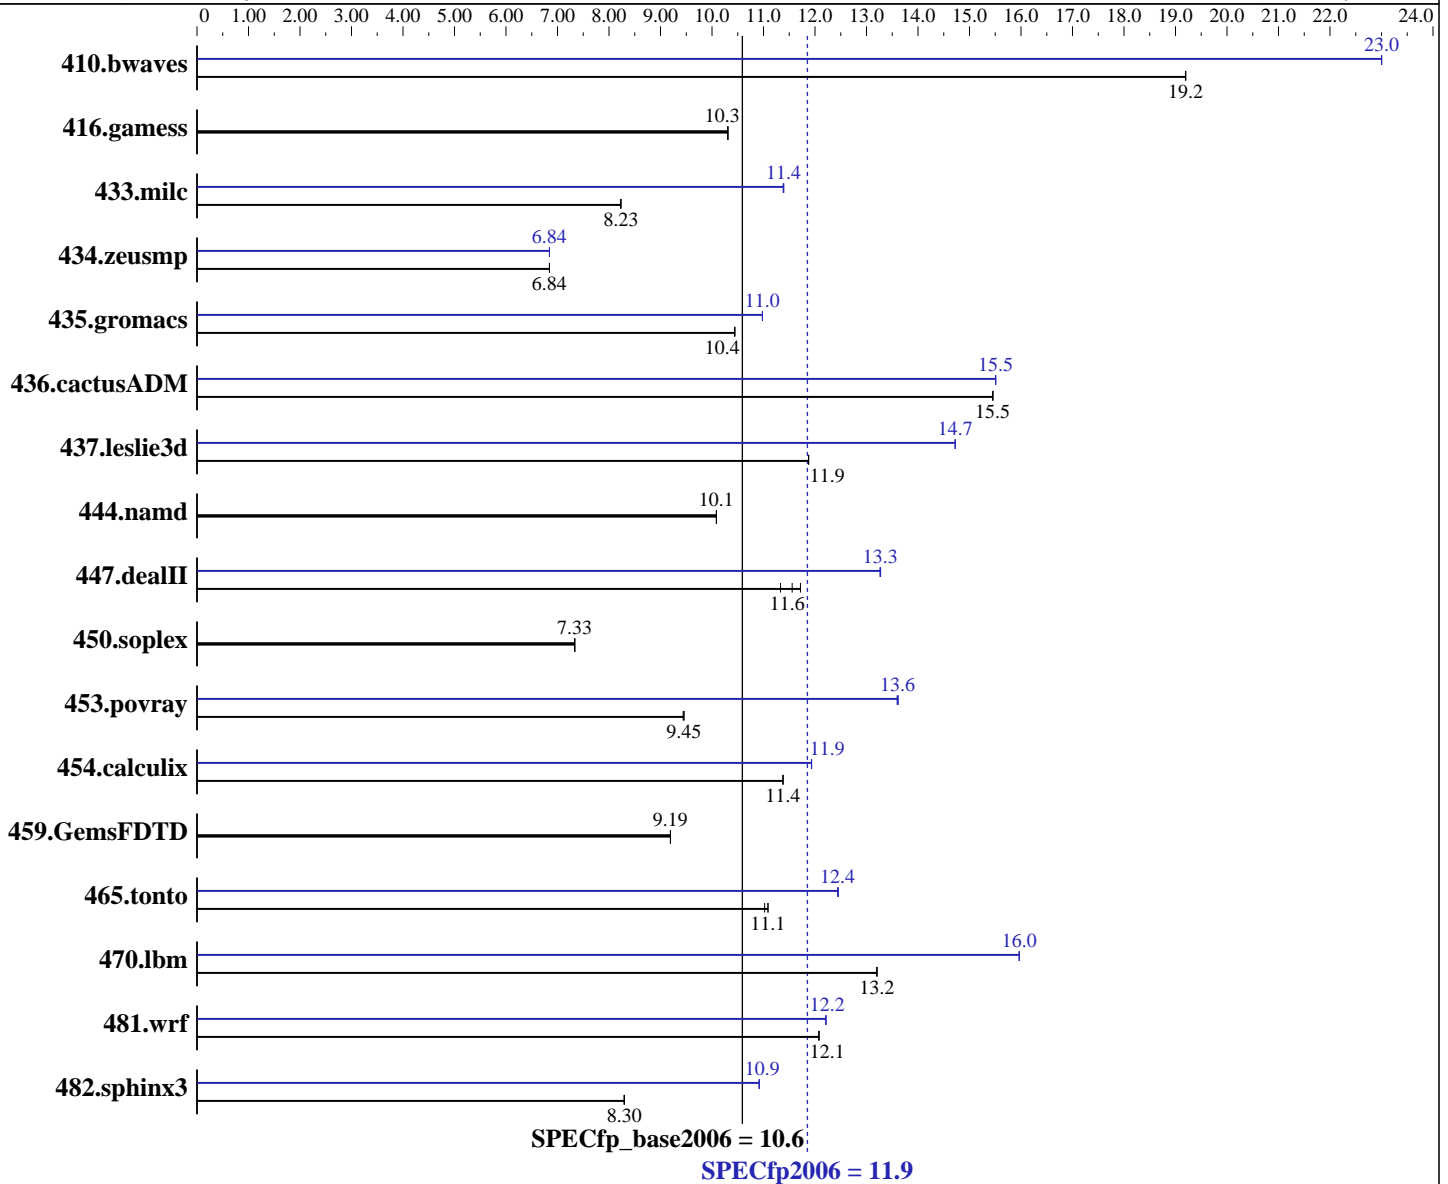 0 1.00 2.00 3.00 4.00 5.00 6.00 7.00 8.00 9.00 10.0 11.0 12.0 13.0 14.0 15.0 16.0 17.0 18.0 19.0 20.0 21.0 22.0 24.0
23.0
410.bwaves
19.2
10.3
416.gamess
11.4
433.milc
8.23
6.84
434.zeusmp
6.84
11.0
435.gromacs
10.4
15.5
436.cactusADM
15.5
14.7
437.leslie3d
11.9
10.1
444.namd
13.3
447.dealII
11.6
7.33
450.soplex
13.6
453.povray
9.45
11.9
454.calculix
11.4
9.19
459.GemsFDTD
12.4
465.tonto
11.1
16.0
470.lbm
13.2
12.2
481.wrf
12.1
10.9
482.sphinx3
8.30
SPECfp_base2006 = 10.6
SPECfp2006 = 11.9